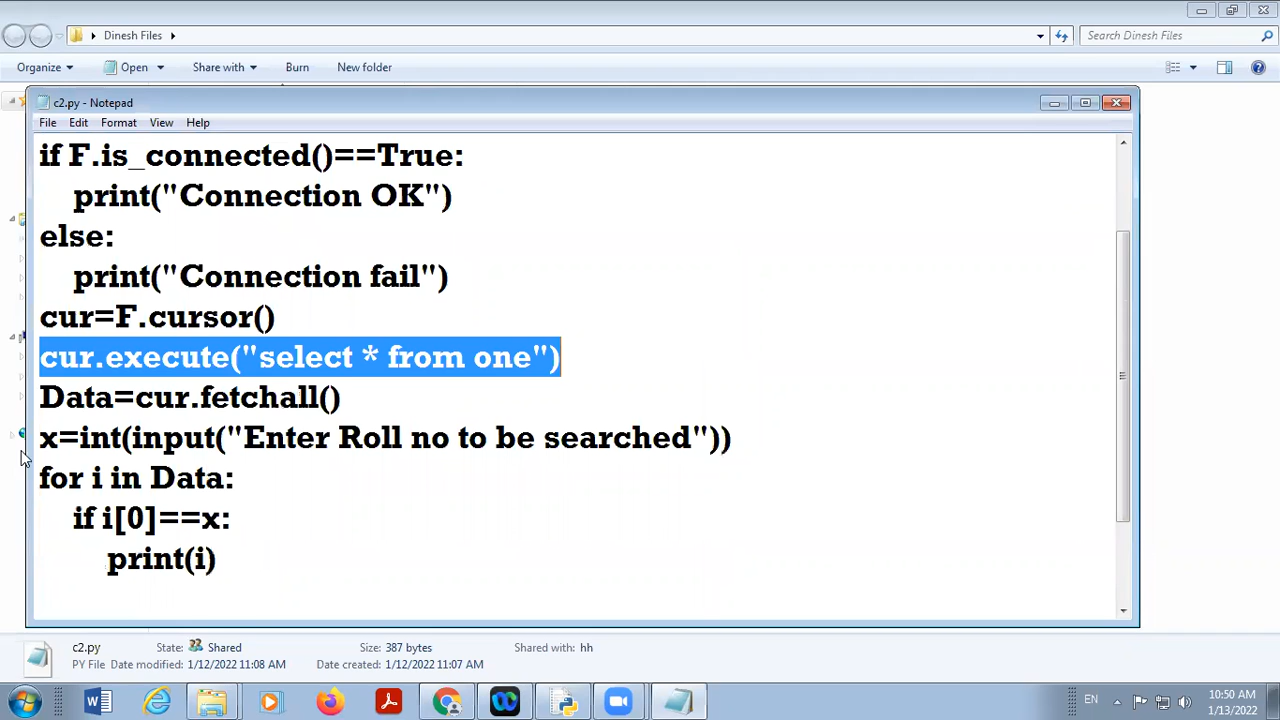 Dinesh Files
Search Dinesh Files
Organize
Open
Share with
Burn
New folder
c2.py - Notepad
File Edit Format View Help
if F.is_connected()==True:
print("Connection OK")
else:
print("Connection fail")
cur=F.cursor()
cur.execute("select * from one")
Data=cur.fetchall()
x=int(input("Enter Roll no to be searched"))
for i in Data:
if i[0]==x:
print(i)
c2.py State: Shared Size: 387 bytes Shared with: hh
PY File Date modified: 1/12/2022 11:08 AM Date created: 1/12/2022 11:07 AM
EN
10:50 AM
1/13/2022